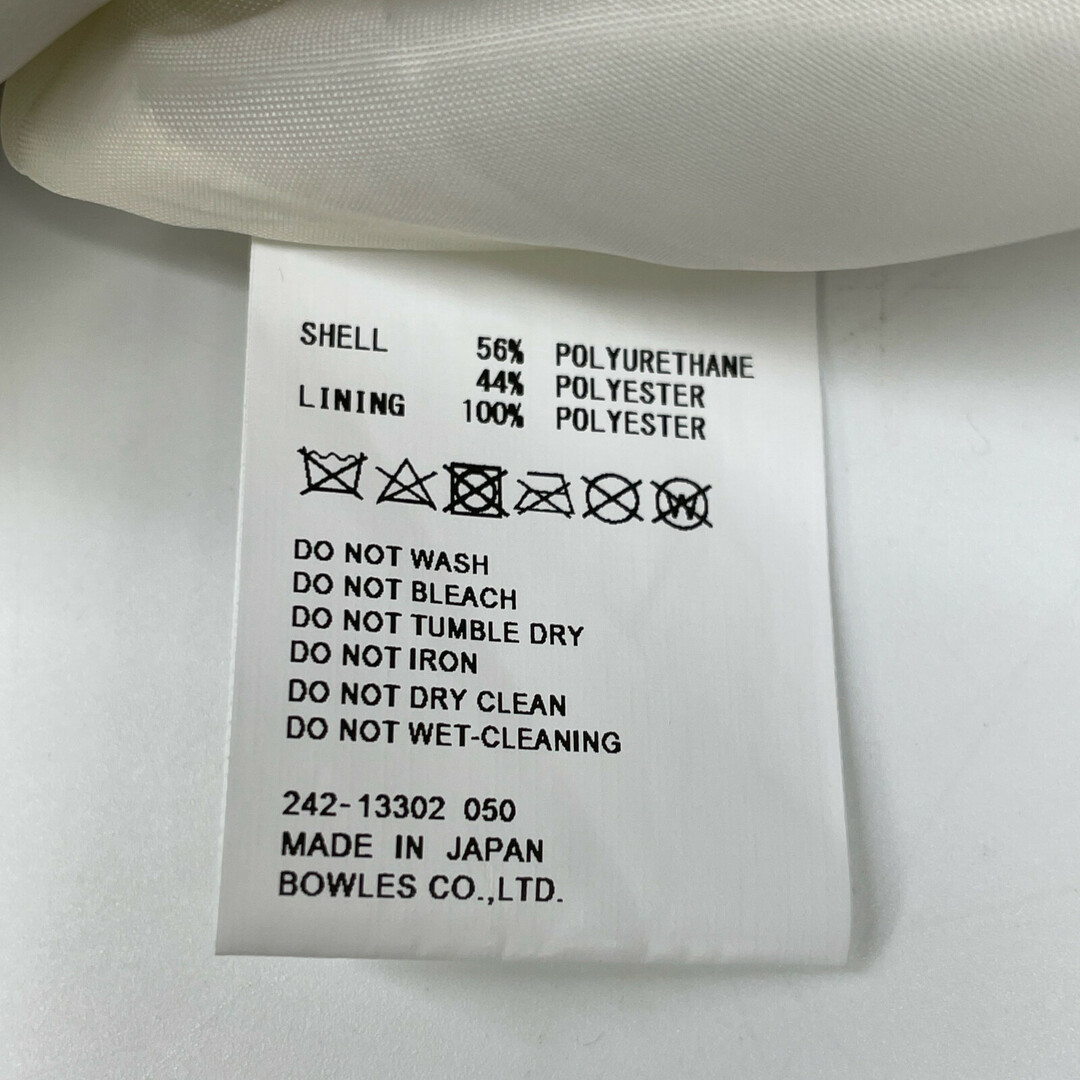 SHELL 56% POLYURETHANE
44% POLYESTER
LINING 100% POLYESTER
W
DO NOT WASH
DO NOT BLEACH
DO NOT TUMBLE DRY
DO NOT IRON
DO NOT DRY CLEAN
DO NOT WET-CLEANING
242-13302 050
MADE IN JAPAN
BOWLES CO.,LTD.